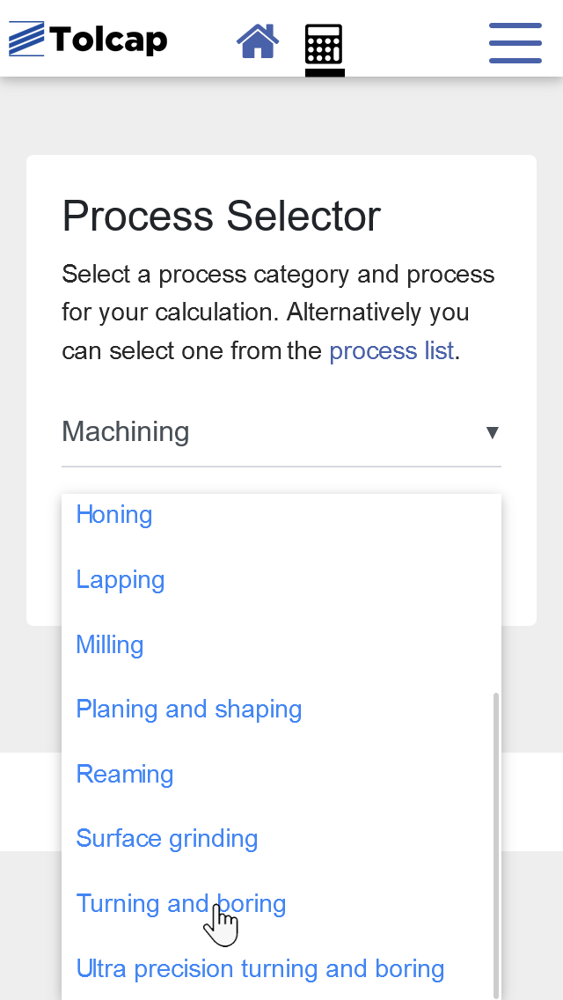 Tolcap
Process Selector
Select a process category and process
for your calculation. Alternatively you
can select one from the process list.
Machining
Honing
Lapping
Milling
Planing and shaping
Reaming
Surface grinding
Turning and boring
Ultra precision turning and boring